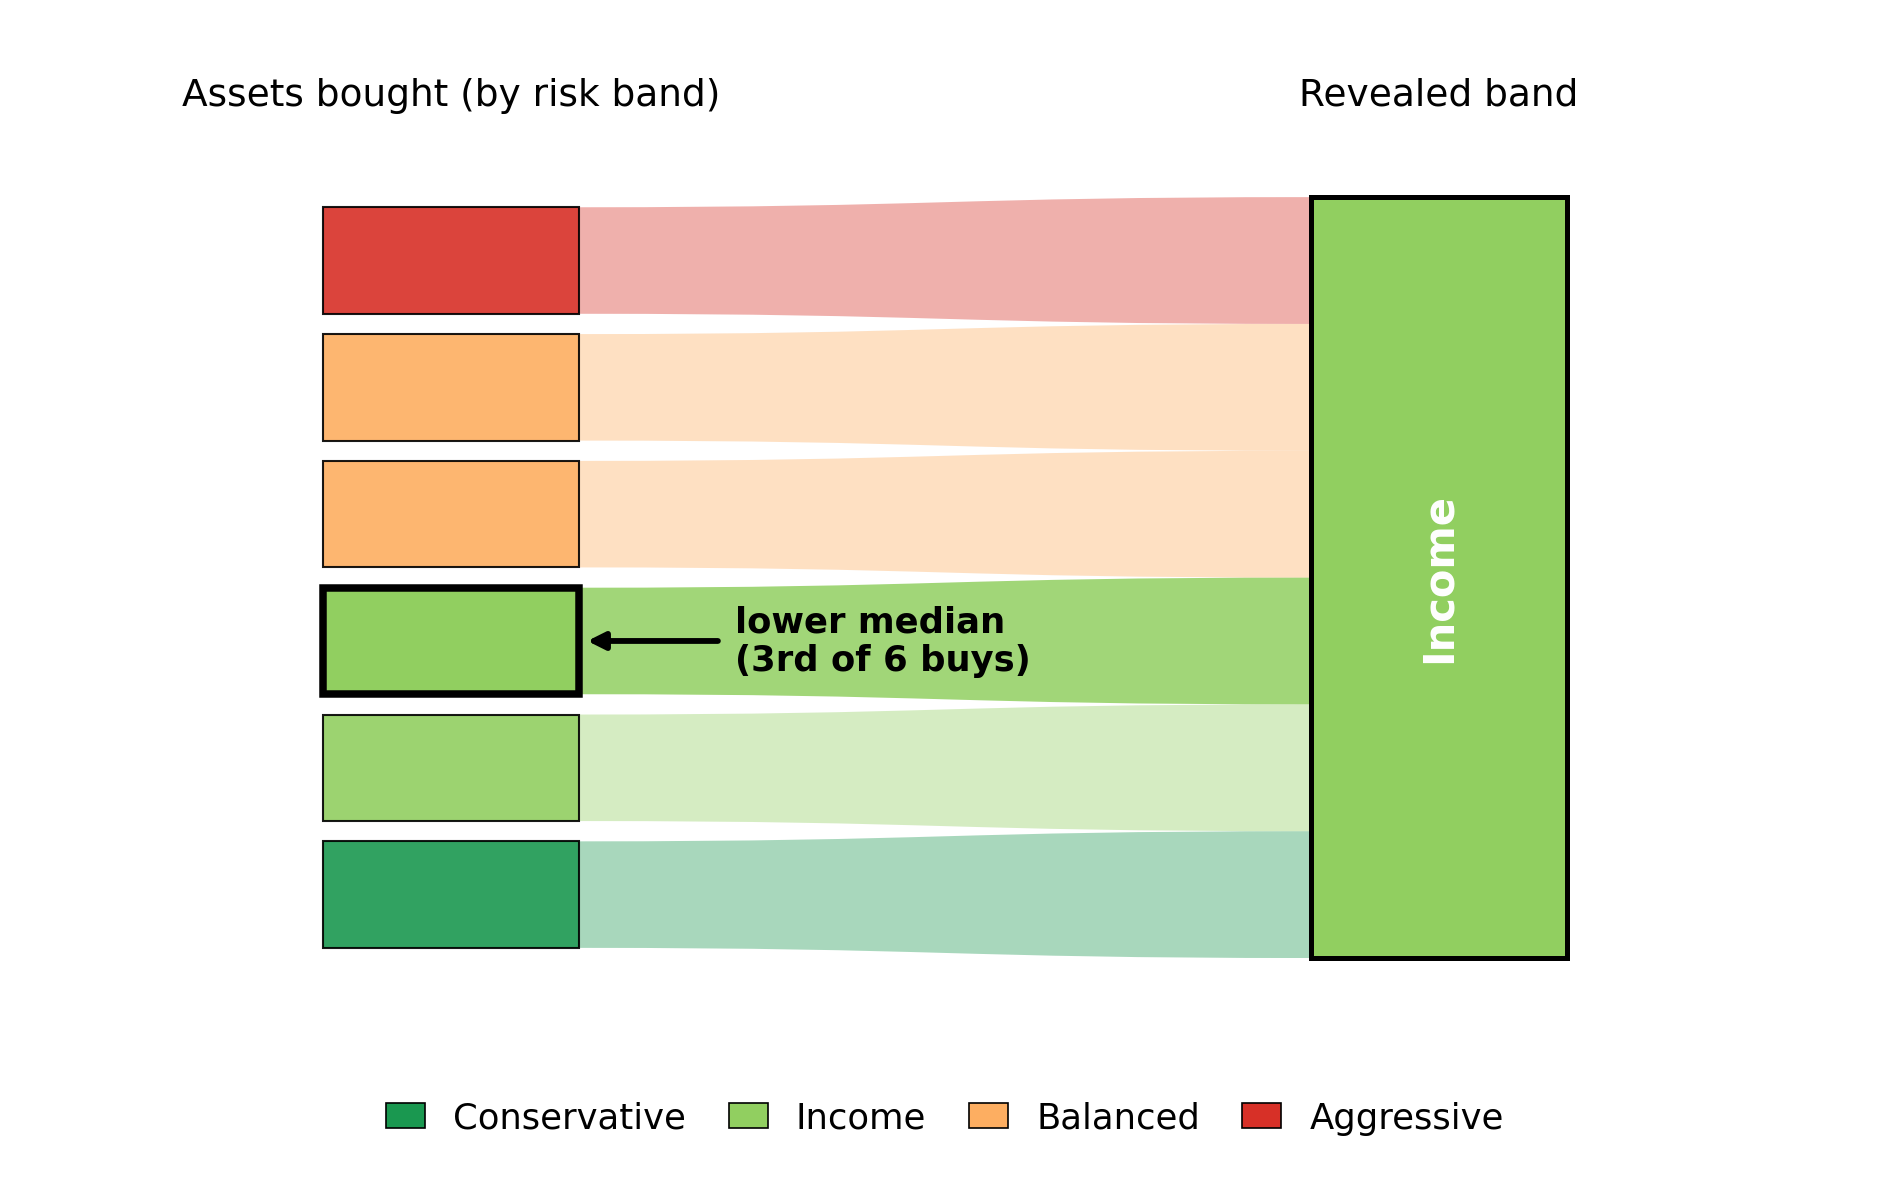 Assets bought (by risk band)
Revealed band
lower median
(3rd of 6 buys)
Income
Conservative
Income
Balanced
Aggressive